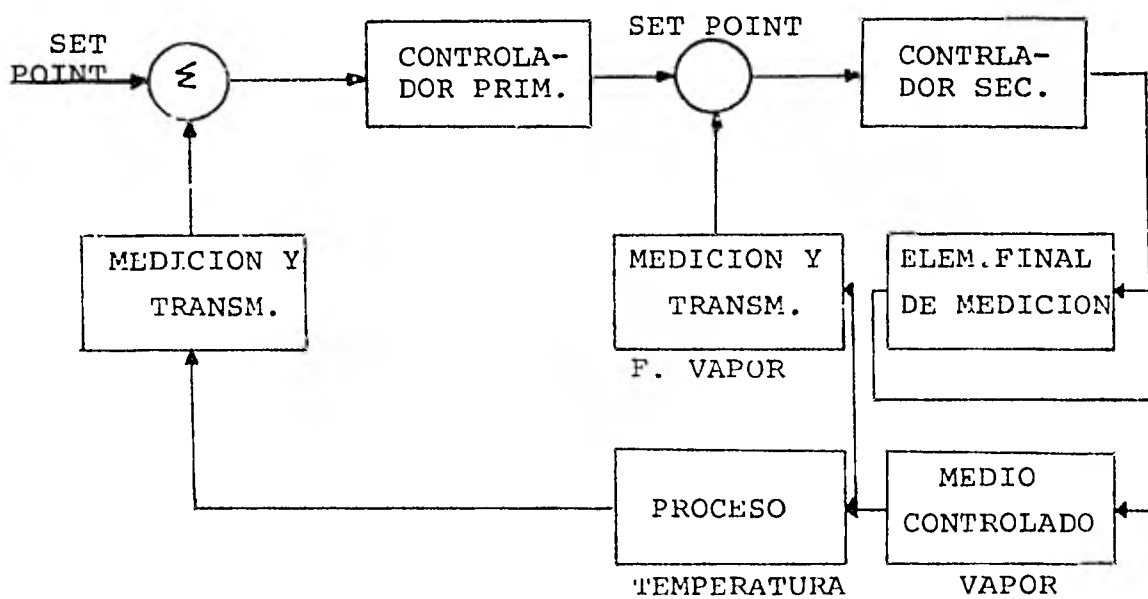 SET
POINT
Σ
CONTROLA-
DOR PRIM.
SET POINT
CONTRLA-
DOR SEC.
MEDICION Y
TRANSM.
MEDICION Y
TRANSM.
F. VAPOR
ELEM.FINAL
DE MEDICION
PROCESO
TEMPERATURA
MEDIO
CONTROLADO
VAPOR